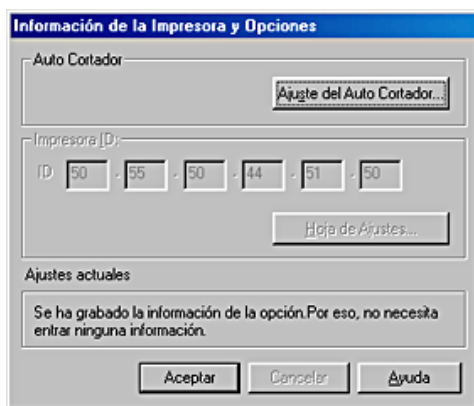 Información de la Impresora y Opciones
Auto Cortador
Ajuste del Auto Cortador...
Impresora ID:
ID 50 - 55 - 50 - 44 - 51 - 50
Hoja de Ajustes...
Ajustes actuales
Se ha grabado la información de la opción.Por eso, no necesita
entrar ninguna información.
Aceptar Cancelar Ayuda